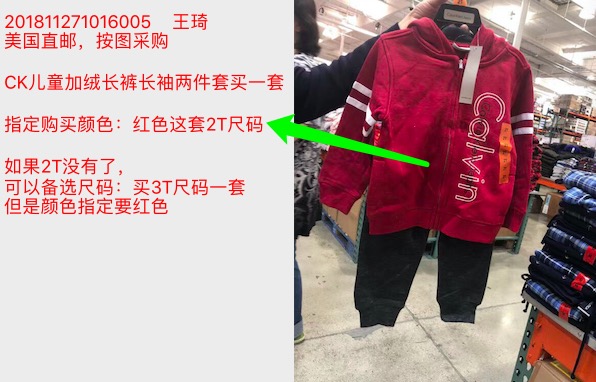 201811271016005 王琦
美国直邮，按图采购
CK儿童加绒长裤长袖两件套买一套
指定购买颜色：红色这套2T尺码
如果2T没有了，
可以备选尺码：买3T尺码一套
但是颜色指定要红色
Calvin